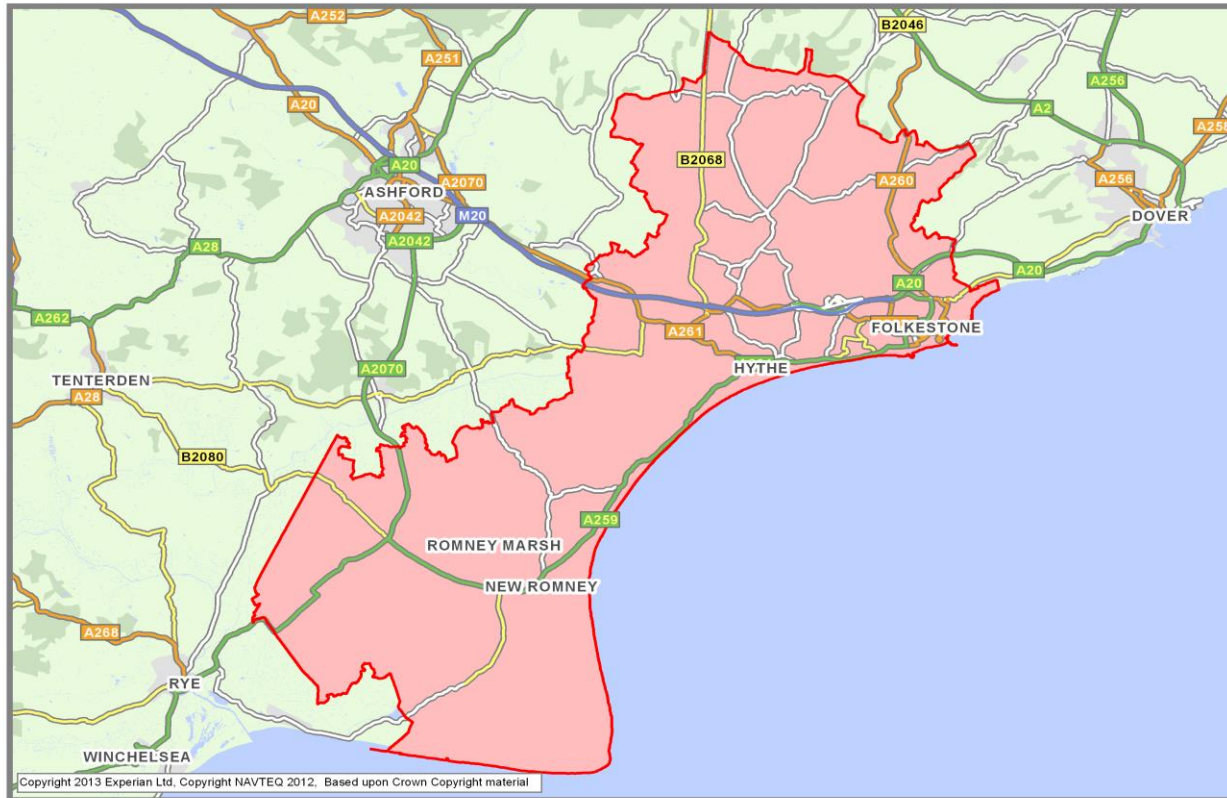 A252
B2046
A251
A256
A20
A2
A258
B2068
A20
A2070
A260
A256
ASHFORD
A2042
M20
DOVER
A2042
A28
A20
A20
A262
A261
FOLKESTONE
A2070
HYTHE
TENTERDEN
A28
B2080
A259
ROMNEY MARSH
NEW ROMNEY
A268
RYE
WINCHELSEA
Copyright 2013 Experian Ltd, Copyright NAVTEQ 2012, Based upon Crown Copyright material